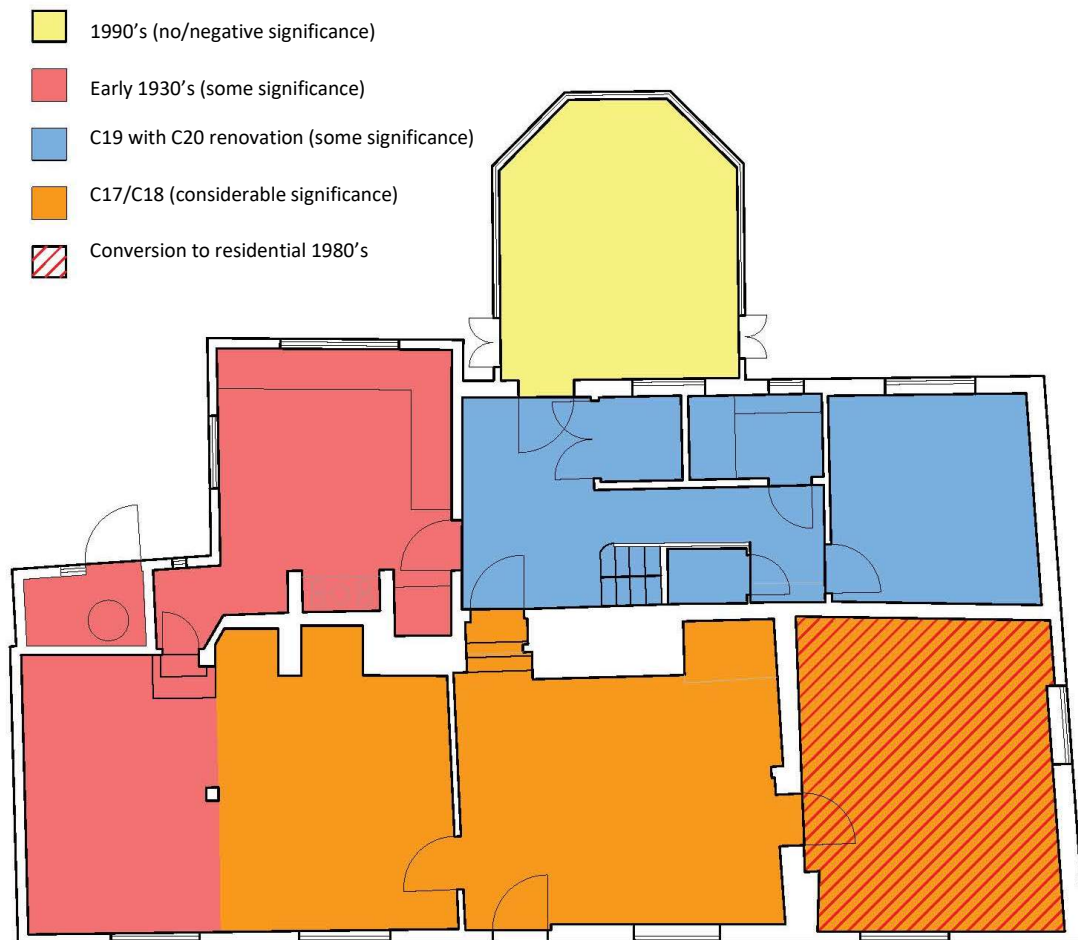 1990’s (no/negative significance)
Early 1930’s (some significance)
C19 with C20 renovation (some significance)
C17/C18 (considerable significance)
Conversion to residential 1980’s